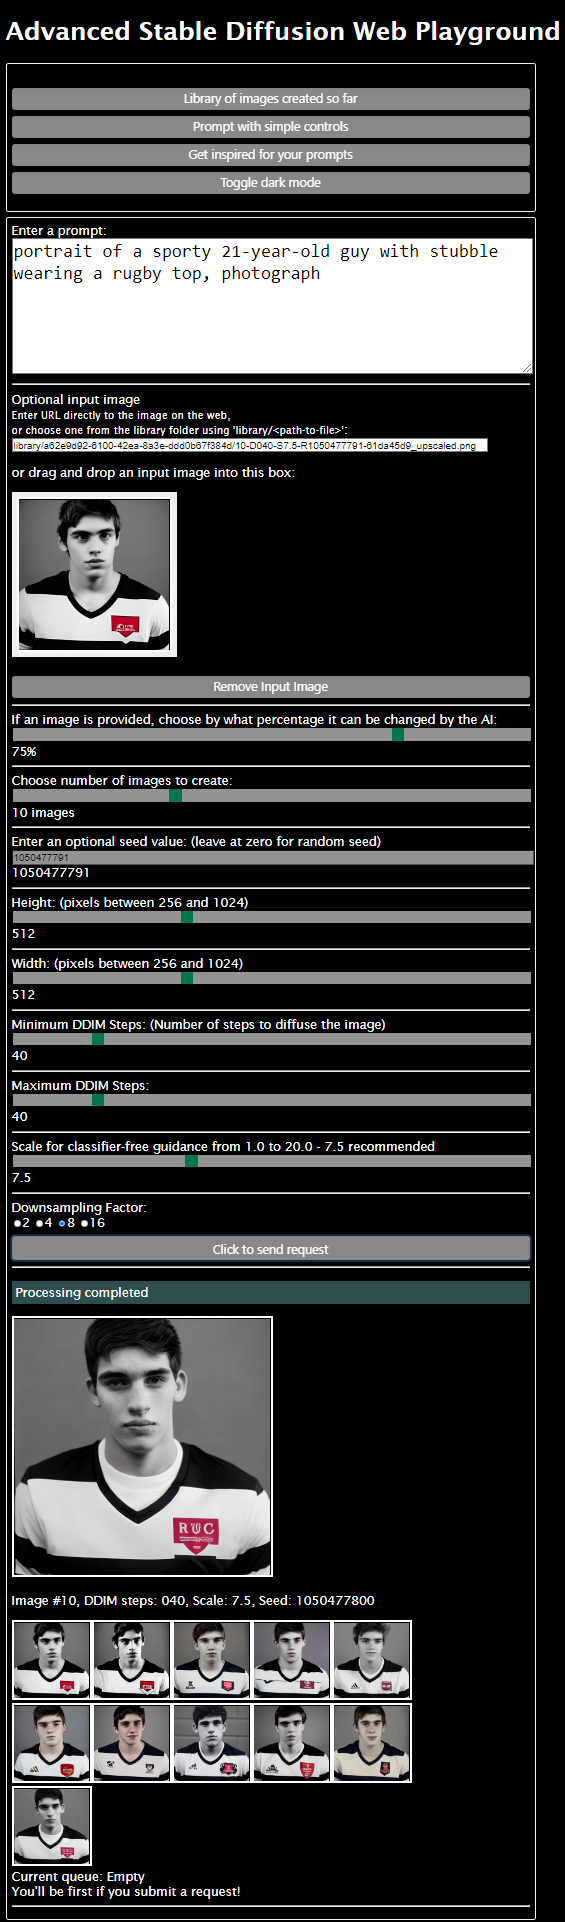 Advanced Stable Diffusion Web Playground
Library of images created so far
Prompt with simple controls
Get inspired for your prompts
Toggle dark mode
Enter a prompt:
portrait of a sporty 21-year-old guy with stubble
wearing a rugby top, photograph
Optional input image
Enter URL directly to the image on the web,
or choose one from the library folder using 'library/<path-to-file>':
library/a62e9d92-6100-42ea-8a3e-ddd0b67f384d/10-D040-S7.5-R1050477791-61da45d9_upscaled.png
or drag and drop an input image into this box:
Remove Input Image
If an image is provided, choose by what percentage it can be changed by the AI:
75%
Choose number of images to create:
10 images
Enter an optional seed value: (leave at zero for random seed)
1050477791
1050477791
Height: (pixels between 256 and 1024)
512
Width: (pixels between 256 and 1024)
512
Minimum DDIM Steps: (Number of steps to diffuse the image)
40
Maximum DDIM Steps:
40
Scale for classifier-free guidance from 1.0 to 20.0 - 7.5 recommended
7.5
Downsampling Factor:
2 4 8 16
Click to send request
Processing completed
RUC
Image #10, DDIM steps: 040, Scale: 7.5, Seed: 1050477800
Current queue: Empty
You'll be first if you submit a request!